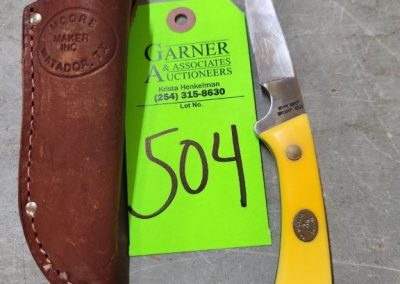 MOORE
MAKER
INC.
MATADOR, TX
GARNER
& ASSOCIATES
AUCTIONEERS
Krista Henkelman
(254) 315-8630
Lot No.
504